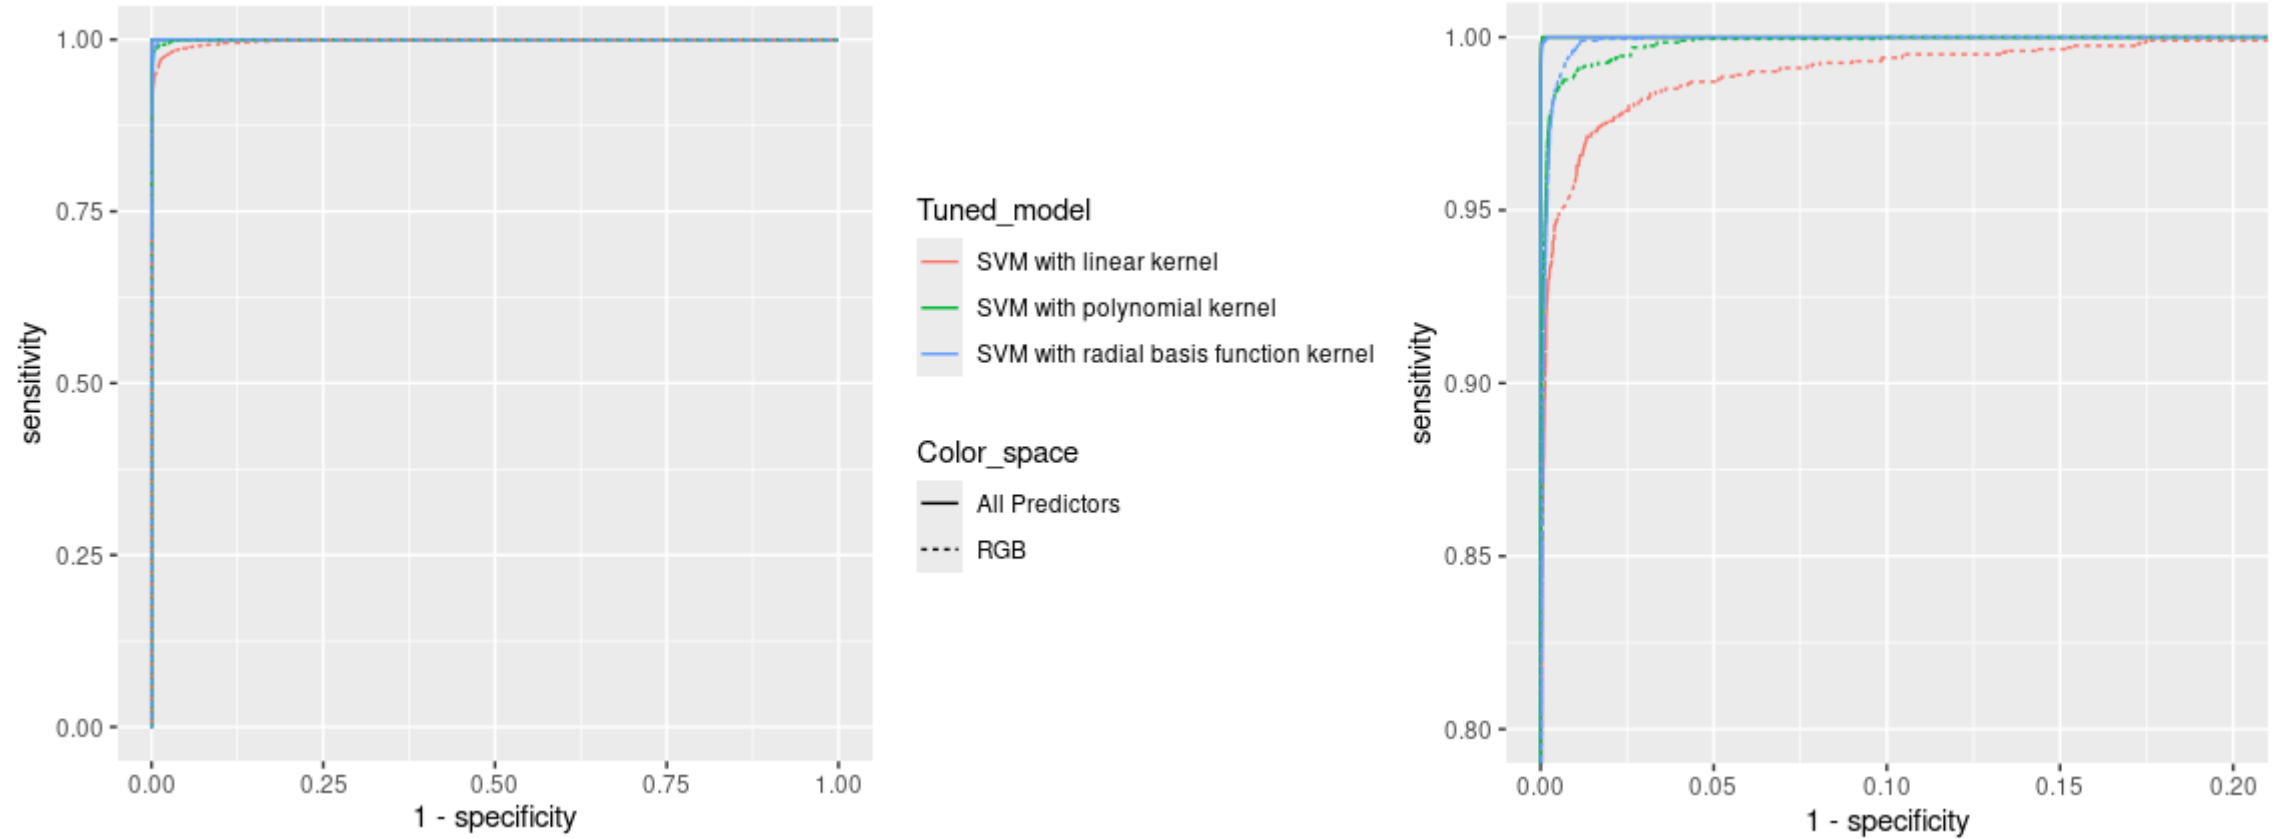 1.00
0.75
0.50
0.25
0.00
sensitivity
0.00 0.25 0.50 0.75 1.00
1 - specificity
Tuned_model
SVM with linear kernel
SVM with polynomial kernel
SVM with radial basis function kernel
Color_space
All Predictors
RGB
1.00
0.95
0.90
0.85
0.80
sensitivity
0.00 0.05 0.10 0.15 0.20
1 - specificity